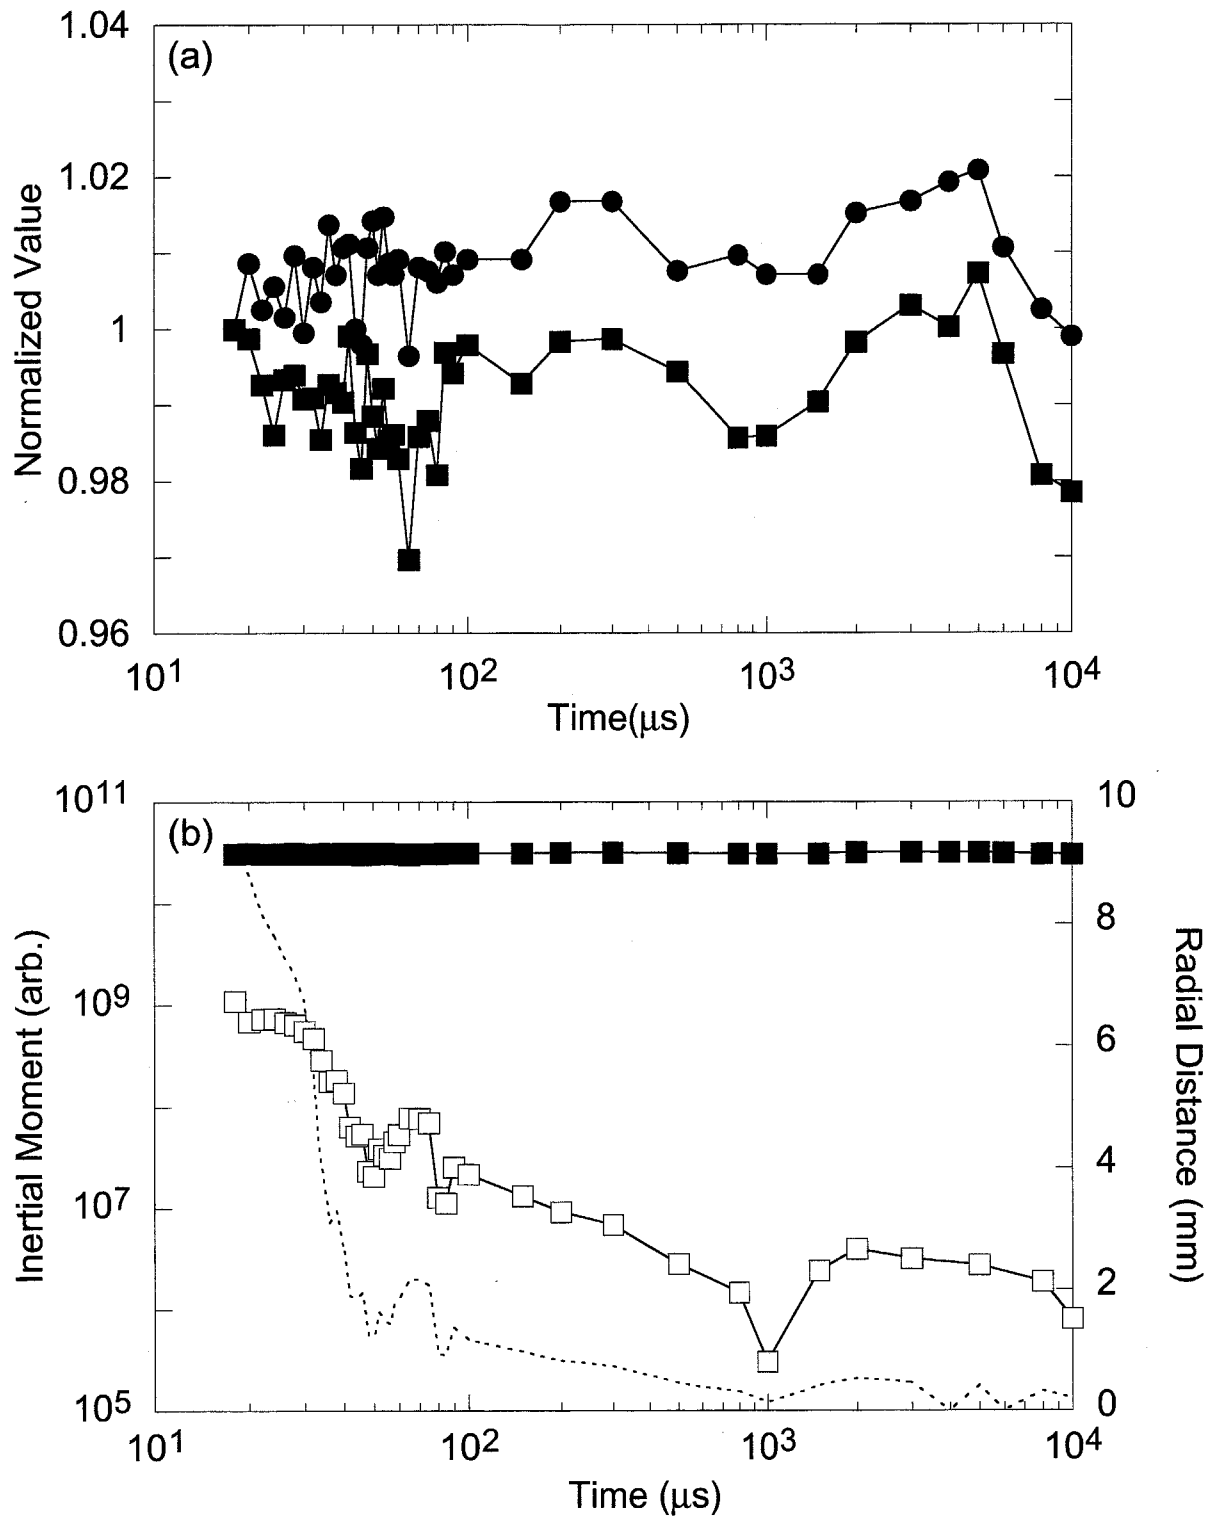 1.04
(a)
1.02
1
0.98
0.96
Normalized Value
10¹ 10² 10³ 10⁴
Time(μs)
10¹¹ 10
(b)
8
10⁹
6
4
10⁷
2
10⁵ 0
Inertial Moment (arb.)
Radial Distance (mm)
10¹ 10² 10³ 10⁴
Time (μs)